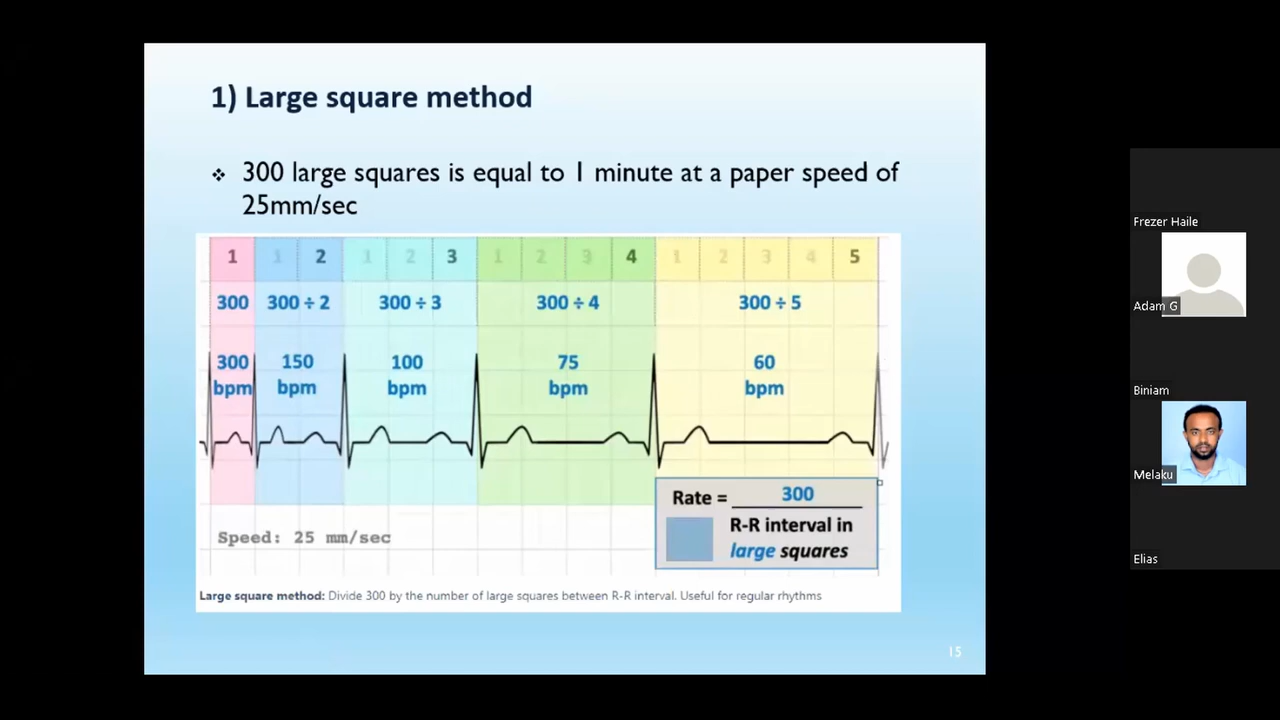 1) Large square method
❖ 300 large squares is equal to 1 minute at a paper speed of
25mm/sec
1 1 2 1 2 3 1 2 3 4 1 2 3 4 5
300 300 ÷ 2 300 ÷ 3 300 ÷ 4 300 ÷ 5
300 bpm
150 bpm
100 bpm
75 bpm
60 bpm
Rate = 300
R-R interval in
large squares
Speed: 25 mm/sec
Large square method: Divide 300 by the number of large squares between R-R interval. Useful for regular rhythms
15
Frezer Haile
Adam G
Biniam
Melaku
Elias